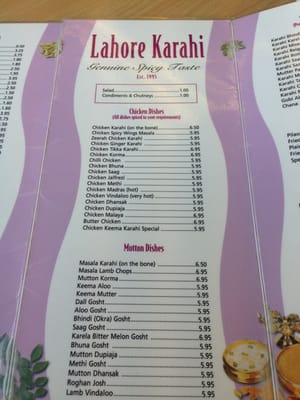 Lahore Karahi
Genuine Spicy Taste
Est. 1995
Salad 1.00
Condiments & Chutneys 1.00
Chicken Dishes
(All dishes spiced to your requirements)
Chicken Karahi (on the bone) 6.50
Chicken Spicy Wings Masala 5.95
Zeerah Chicken Karahi 5.95
Chicken Ginger Karahi 5.95
Chicken Tikka Karahi 6.95
Chicken Korma 6.95
Chilli Chicken 5.95
Chicken Bhuna 5.95
Chicken Saag 5.95
Chicken Jalfrezi 5.95
Chicken Methi 5.95
Chicken Madras (hot) 5.95
Chicken Vindaloo (very hot) 5.95
Chicken Dhansak 5.95
Chicken Dupiaja 5.95
Chicken Malaya 6.95
Butter Chicken 6.95
Chicken Keema Karahi Special 5.95
Mutton Dishes
Masala Karahi (on the bone) 6.50
Masala Lamb Chops 6.95
Mutton Korma 6.95
Keema Aloo 5.95
Keema Mutter 5.95
Dall Gosht 5.95
Aloo Gosht 5.95
Bhindi (Okra) Gosht 6.95
Saag Gosht 5.95
Karela Bitter Melon Gosht 6.95
Bhuna Gosht 5.95
Mutton Dupiaja 5.95
Methi Gosht 5.95
Mutton Dhansak 5.95
Roghan Josh 5.95
Lamb Vindaloo 5.95